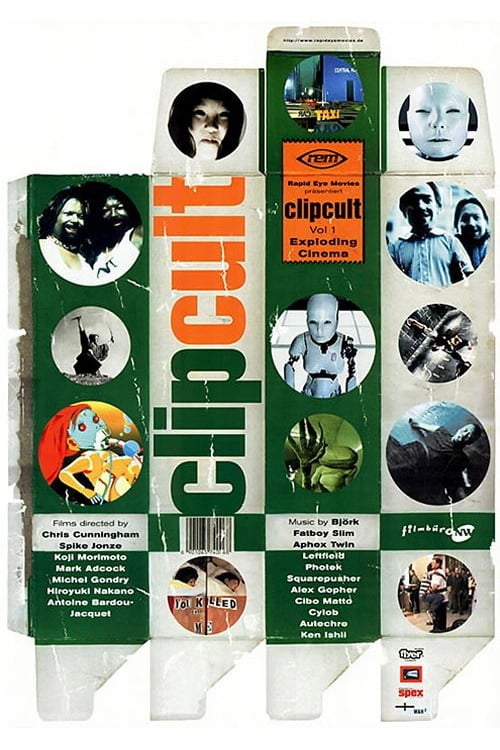 http://www.rapideyemovies.de
CENTRAL
TAXI
rem
Rapid Eye Movies
präsentiert
clipcult
Vol 1
Exploding
Cinema
clipcult
Films directed by
Chris Cunningham
Spike Jonze
Koji Morimoto
Mark Adcock
Michel Gondry
Hiroyuki Nakano
Antoine Bardou-
Jacquet
YOU KILLED
ME
Music by Björk
Fatboy Slim
Aphex Twin
Leftfield
Photek
Squarepusher
Alex Gopher
Cibo Matto
Cylob
Autechre
Ken Ishii
filmbüro NW
flyer
spex